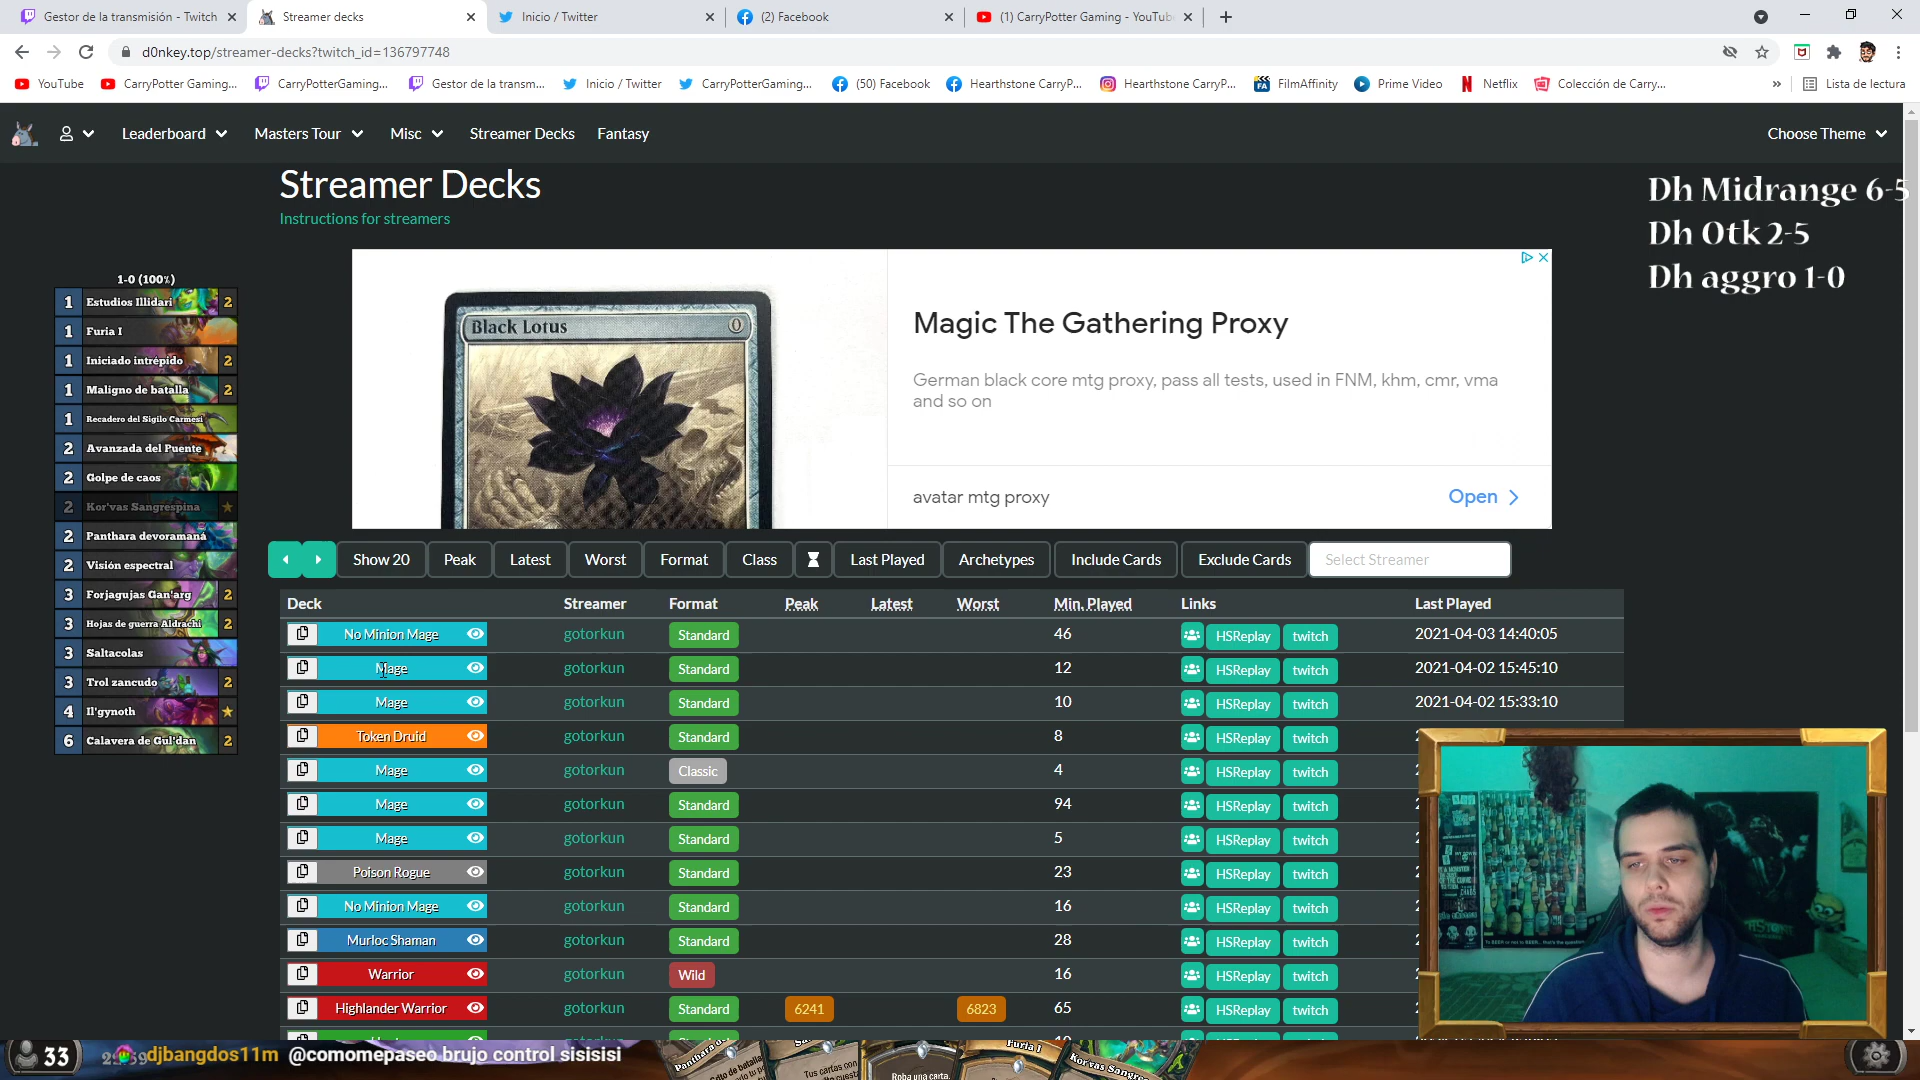 Gestor de la transmisión - Twitch
Streamer decks
Inicio / Twitter
(2) Facebook
(1) CarryPotter Gaming - YouTub
d0nkey.top/streamer-decks?twitch_id=136797748
YouTube
CarryPotter Gaming...
CarryPotterGaming...
Gestor de la transm...
Inicio / Twitter
CarryPotterGaming...
(50) Facebook
Hearthstone CarryP...
Hearthstone CarryP...
FilmAffinity
Prime Video
Netflix
Colección de Carry...
»
Lista de lectura
Leaderboard
Masters Tour
Misc
Streamer Decks
Fantasy
Choose Theme
Streamer Decks
Instructions for streamers
Dh Midrange 6-5
Dh Otk 2-5
Dh aggro 1-0
1-0 (100%)
1 Estudios Illidari 2
1 Furia I
1 Iniciado intrépido 2
1 Maligno de batalla 2
1 Recadero del Sigilo Carmesí
2 Avanzada del Puente
2 Golpe de caos
2 Kor'vas Sangrespina ★
2 Panthara devoramaná
2 Visión espectral
3 Forjagujas Gan'arg 2
3 Hojas de guerra Aldrachi 2
3 Saltacolas
3 Trol zancudo 2
4 Il'gynoth ★
6 Calavera de Gul'dan 2
Black Lotus 0
Magic The Gathering Proxy
German black core mtg proxy, pass all tests, used in FNM, khm, cmr, vma
and so on
avatar mtg proxy
Open
Show 20
Peak
Latest
Worst
Format
Class
Last Played
Archetypes
Include Cards
Exclude Cards
Select Streamer
Deck Streamer Format Peak Latest Worst Min. Played Links Last Played
No Minion Mage gotorkun Standard 46 HSReplay twitch 2021-04-03 14:40:05
Mage gotorkun Standard 12 HSReplay twitch 2021-04-02 15:45:10
Mage gotorkun Standard 10 HSReplay twitch 2021-04-02 15:33:10
Token Druid gotorkun Standard 8 HSReplay twitch
Mage gotorkun Classic 4 HSReplay twitch
Mage gotorkun Standard 94 HSReplay twitch
Mage gotorkun Standard 5 HSReplay twitch
Poison Rogue gotorkun Standard 23 HSReplay twitch
No Minion Mage gotorkun Standard 16 HSReplay twitch
Murloc Shaman gotorkun Standard 28 HSReplay twitch
Warrior gotorkun Wild 16 HSReplay twitch
Highlander Warrior gotorkun Standard 6241 6823 65 HSReplay twitch
33
djbangdos11m @comomepaseo brujo control sisisisi
Tus cartas con
Roba una carta.
Furia I